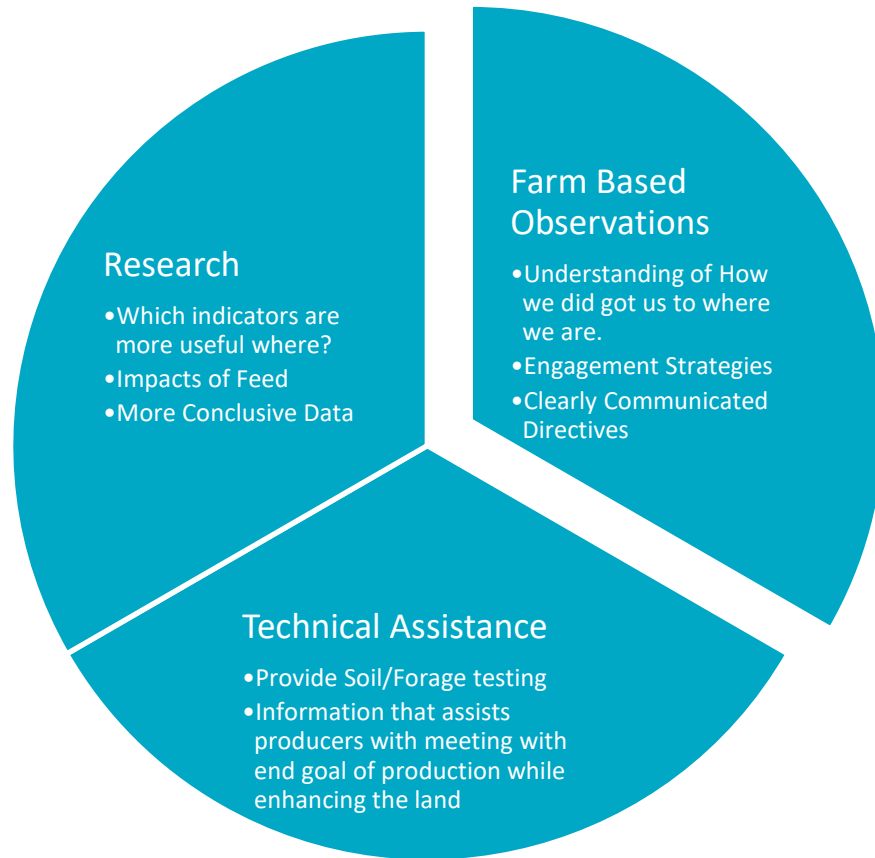 Farm Based
Observations
•Understanding of How
we did got us to where
we are.
•Engagement Strategies
•Clearly Communicated
Directives
Research
•Which indicators are
more useful where?
•Impacts of Feed
•More Conclusive Data
Technical Assistance
•Provide Soil/Forage testing
•Information that assists
producers with meeting with
end goal of production while
enhancing the land